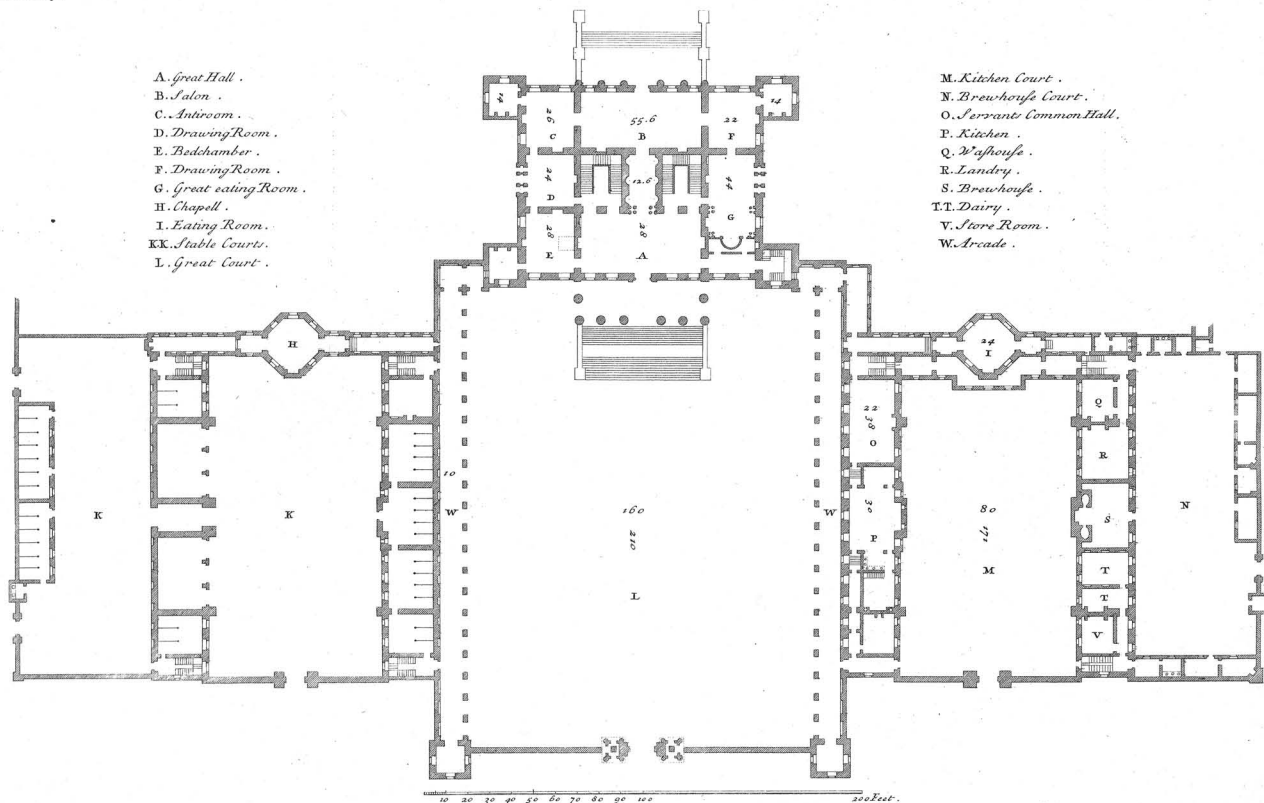 A. Great Hall.
B. Salon.
C. Antiroom.
D. Drawing Room.
E. Bedchamber.
F. Drawing Room.
G. Great eating Room.
H. Chapell.
I. Eating Room.
KK. Stable Courts.
L. Great Court.
M. Kitchen Court.
N. Brewhouse Court.
O. Servants Common Hall.
P. Kitchen.
Q. Washouse.
R. Landry.
S. Brewhouse.
T.T. Dairy.
V. Store Room.
W. Arcade.
14
26
C
55.6
B
22
F
14
24
D
12.6
44
G
28
E
28
A
H
24
I
K
K
10
W
160
210
L
W
22
38
O
30
P
80
171
M
Q
R
S
T
T
V
N
10 20 30 40 50 60 70 80 90 100 200 Feet.